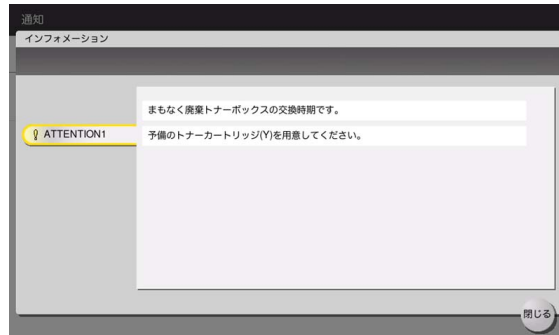 通知
インフォメーション
まもなく廃棄トナーボックスの交換時期です。
ATTENTION1
予備のトナーカートリッジ(Y)を用意してください。
閉じる